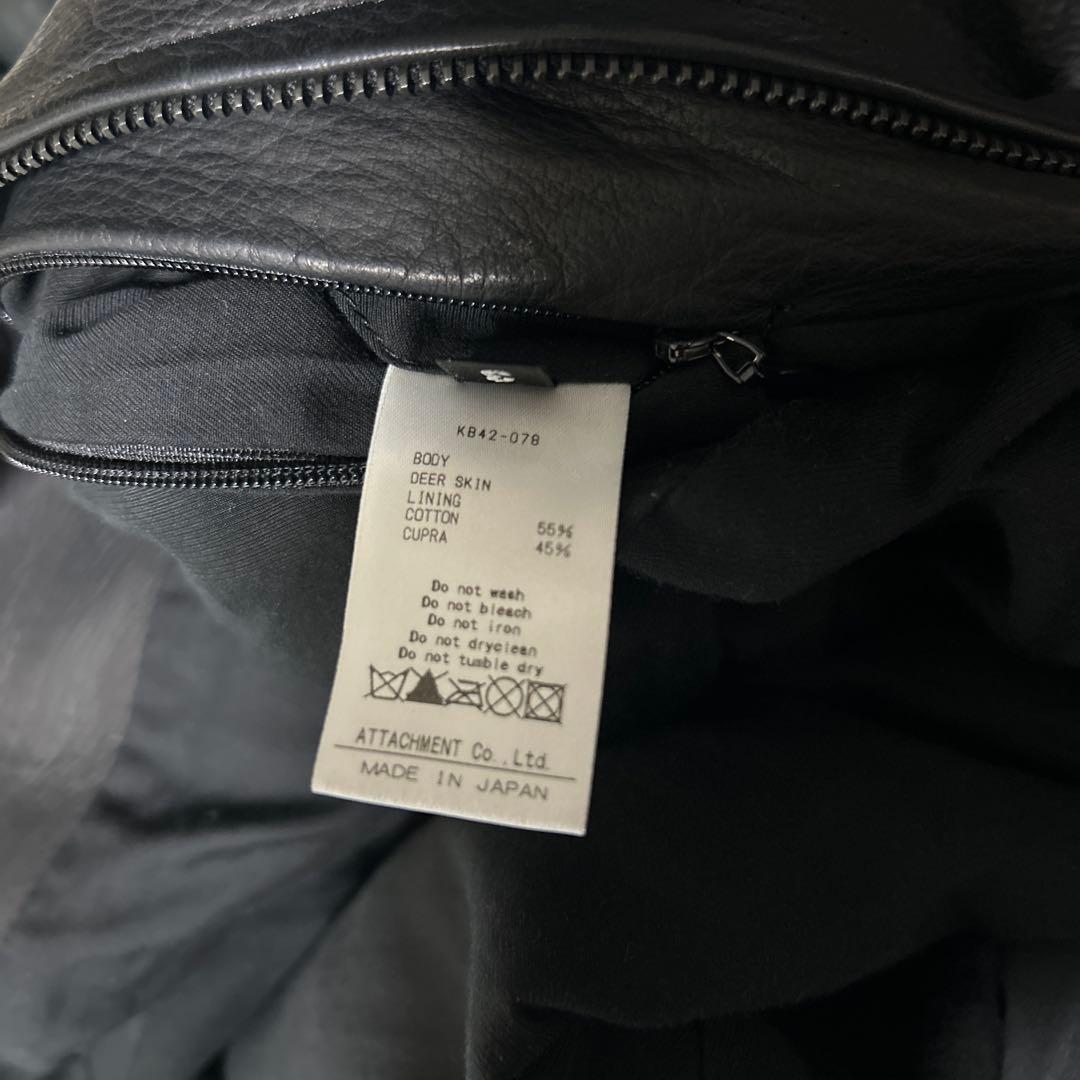 KB42-078
BODY
DEER SKIN
LINING
COTTON 55%
CUPRA 45%
Do not wash
Do not bleach
Do not iron
Do not dryclean
Do not tumble dry
ATTACHMENT Co.,Ltd.
MADE IN JAPAN